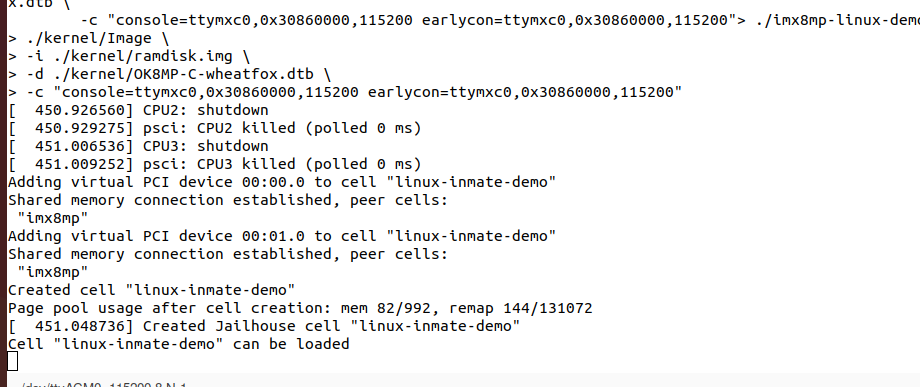 x.dtb \
         -c "console=ttymxc0,0x30860000,115200 earlycon=ttymxc0,0x30860000,115200"> ./imx8mp-linux-demo
> ./kernel/Image \
> -i ./kernel/ramdisk.img \
> -d ./kernel/OK8MP-C-wheatfox.dtb \
> -c "console=ttymxc0,0x30860000,115200 earlycon=ttymxc0,0x30860000,115200"
[  450.926560] CPU2: shutdown
[  450.929275] psci: CPU2 killed (polled 0 ms)
[  451.006536] CPU3: shutdown
[  451.009252] psci: CPU3 killed (polled 0 ms)
Adding virtual PCI device 00:00.0 to cell "linux-inmate-demo"
Shared memory connection established, peer cells:
 "imx8mp"
Adding virtual PCI device 00:01.0 to cell "linux-inmate-demo"
Shared memory connection established, peer cells:
 "imx8mp"
Created cell "linux-inmate-demo"
Page pool usage after cell creation: mem 82/992, remap 144/131072
[  451.048736] Created Jailhouse cell "linux-inmate-demo"
Cell "linux-inmate-demo" can be loaded